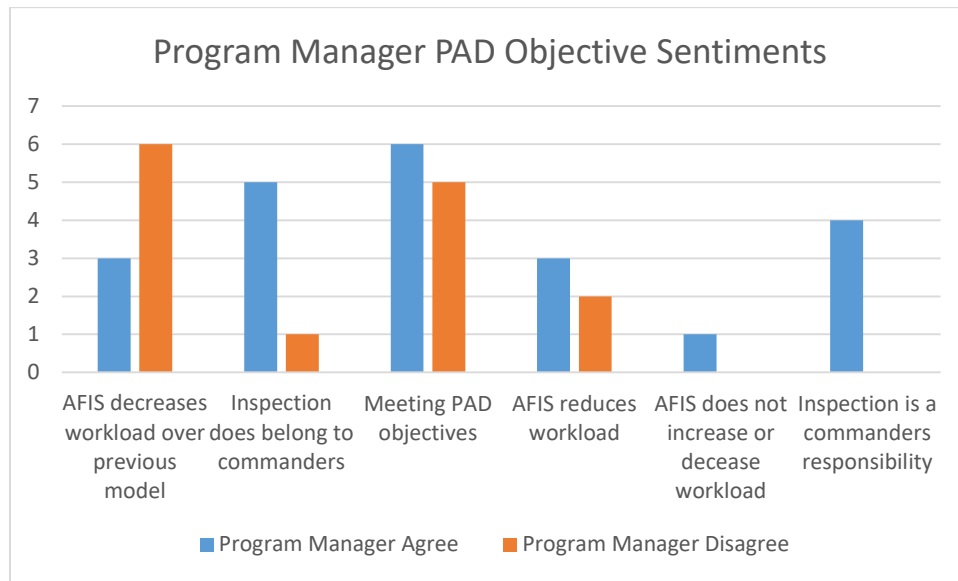 Program Manager PAD Objective Sentiments
7
6
5
4
3
2
1
0
AFIS decreases
workload over
previous
model
Inspection
does belong to
commanders
Meeting PAD
objectives
AFIS reduces
workload
AFIS does not
increase or
decease
workload
Inspection is a
commanders
responsibility
Program Manager Agree
Program Manager Disagree